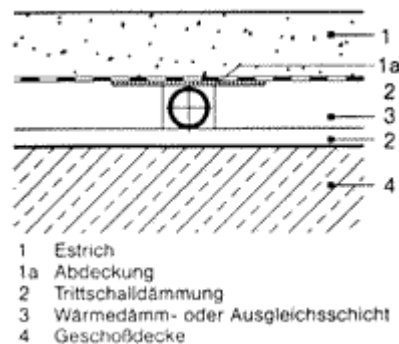 1
1a
2
3
2
4
1 Estrich
1a Abdeckung
2 Trittschalldämmung
3 Wärmedämm- oder Ausgleichsschicht
4 Geschoßdecke